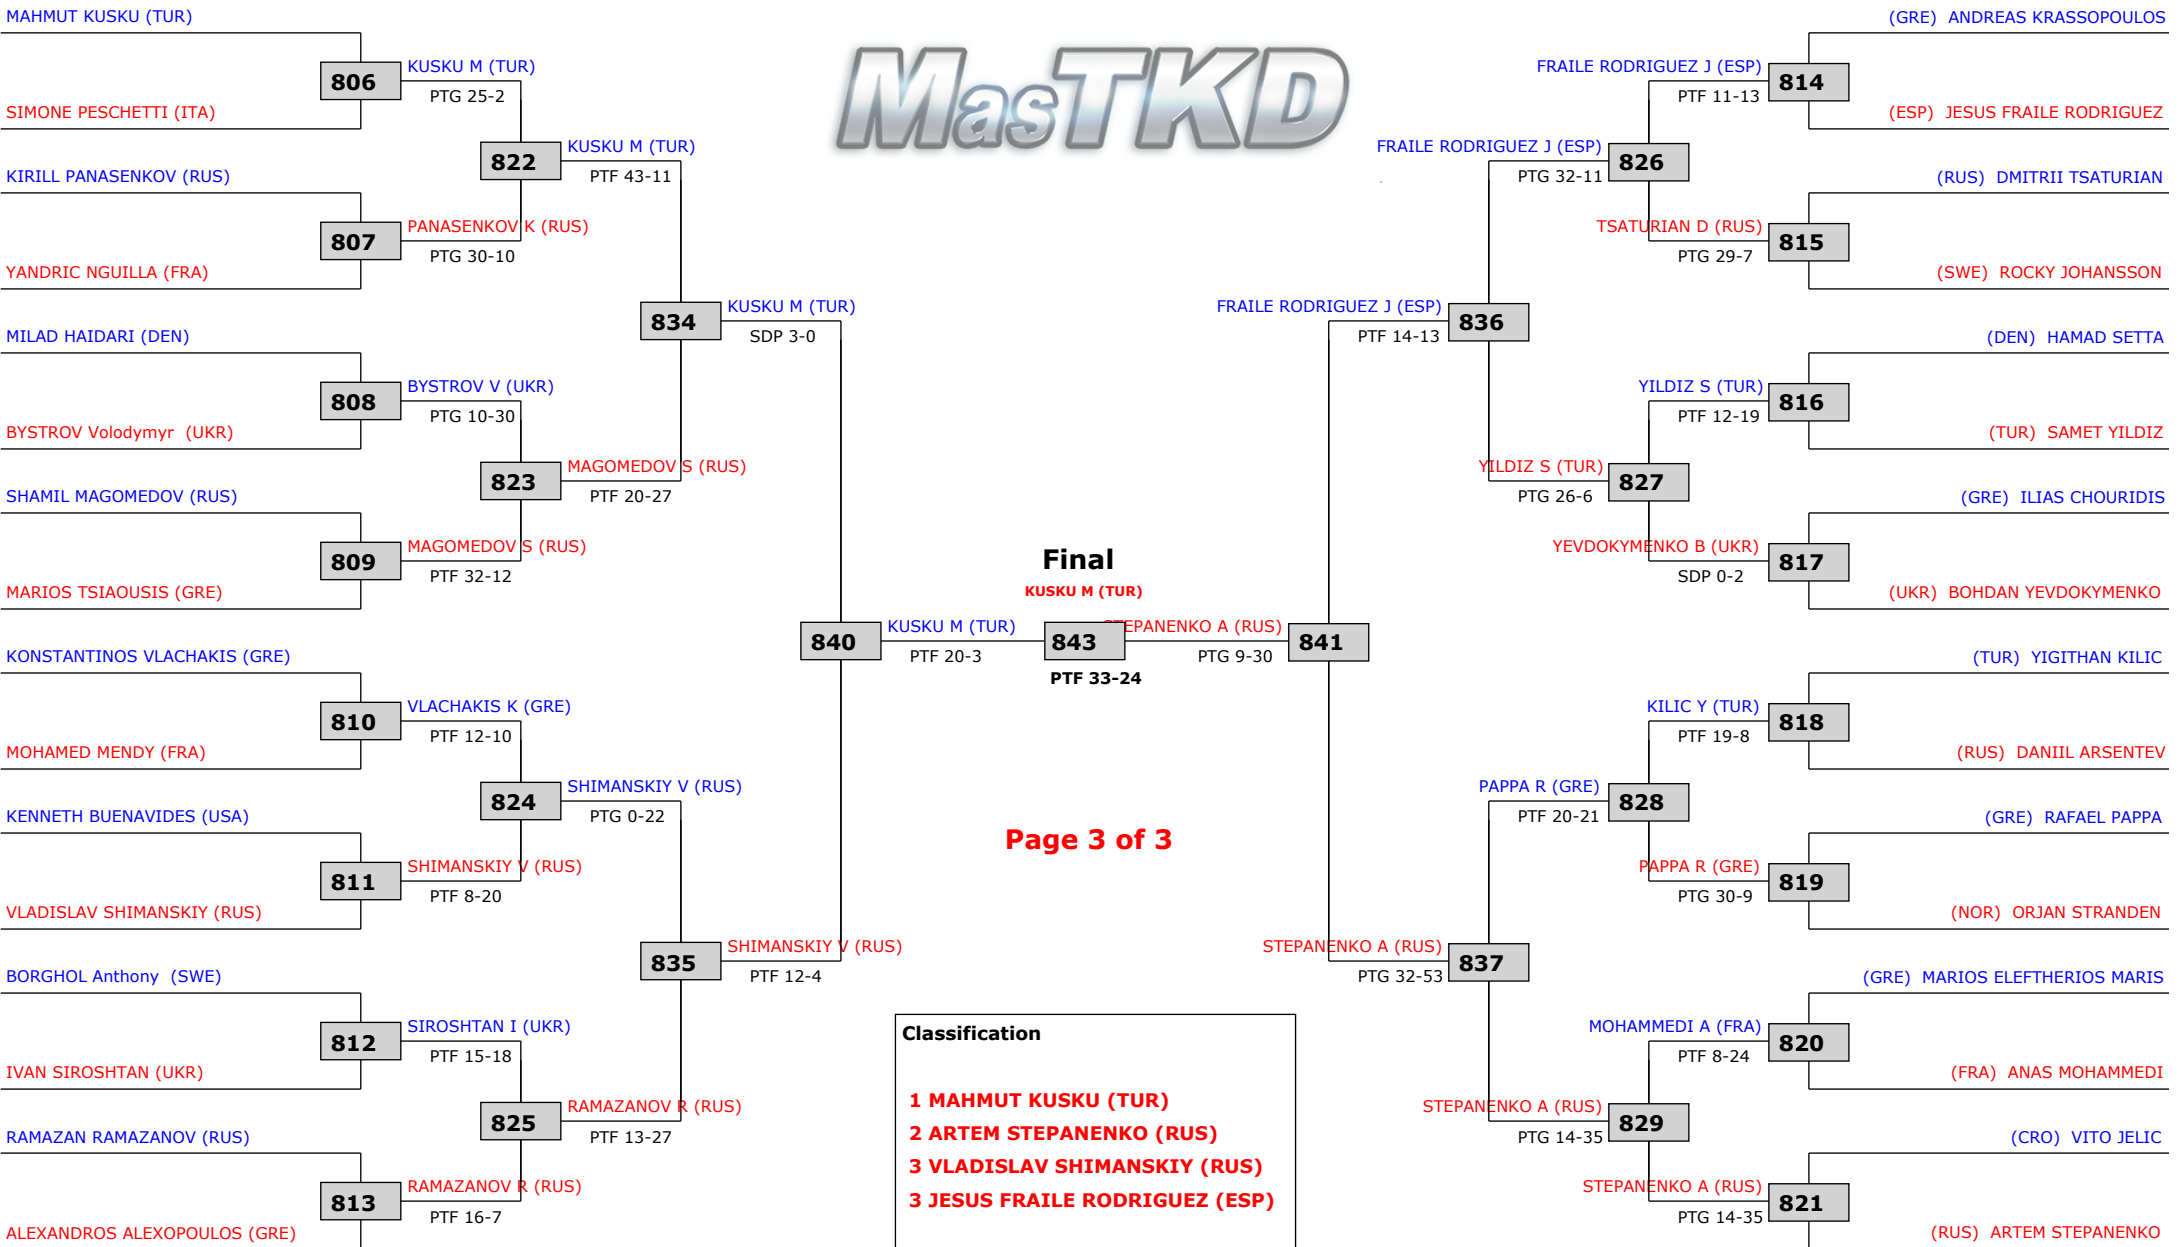 MAHMUT KUSKU (TUR)
806
KUSKU M (TUR)
PTG 25-2
SIMONE PESCHETTI (ITA)
822
KUSKU M (TUR)
PTF 43-11
KIRILL PANASENKOV (RUS)
807
PANASENKOV K (RUS)
PTG 30-10
YANDRIC NGUILLA (FRA)
834
KUSKU M (TUR)
SDP 3-0
MILAD HAIDARI (DEN)
808
BYSTROV V (UKR)
PTG 10-30
BYSTROV Volodymyr (UKR)
823
MAGOMEDOV S (RUS)
PTF 20-27
SHAMIL MAGOMEDOV (RUS)
809
MAGOMEDOV S (RUS)
PTF 32-12
MARIOS TSIAOUSIS (GRE)
840
KUSKU M (TUR)
PTF 20-3
KONSTANTINOS VLACHAKIS (GRE)
810
VLACHAKIS K (GRE)
PTF 12-10
MOHAMED MENDY (FRA)
824
SHIMANSKIY V (RUS)
PTG 0-22
KENNETH BUENAVIDES (USA)
811
SHIMANSKIY V (RUS)
PTF 8-20
VLADISLAV SHIMANSKIY (RUS)
835
SHIMANSKIY V (RUS)
PTF 12-4
BORGHOL Anthony (SWE)
812
SIROSHTAN I (UKR)
PTF 15-18
IVAN SIROSHTAN (UKR)
825
RAMAZANOV R (RUS)
PTF 13-27
RAMAZAN RAMAZANOV (RUS)
813
RAMAZANOV R (RUS)
PTF 16-7
ALEXANDROS ALEXOPOULOS (GRE)
MasTKD
Final
KUSKU M (TUR)
843
PTF 33-24
Page 3 of 3
Classification
1 MAHMUT KUSKU (TUR)
2 ARTEM STEPANENKO (RUS)
3 VLADISLAV SHIMANSKIY (RUS)
3 JESUS FRAILE RODRIGUEZ (ESP)
(GRE) ANDREAS KRASSOPOULOS
FRAILE RODRIGUEZ J (ESP)
814
PTF 11-13
(ESP) JESUS FRAILE RODRIGUEZ
FRAILE RODRIGUEZ J (ESP)
826
PTG 32-11
(RUS) DMITRII TSATURIAN
TSATURIAN D (RUS)
815
PTG 29-7
(SWE) ROCKY JOHANSSON
FRAILE RODRIGUEZ J (ESP)
836
PTF 14-13
(DEN) HAMAD SETTA
YILDIZ S (TUR)
816
PTF 12-19
(TUR) SAMET YILDIZ
YILDIZ S (TUR)
827
PTG 26-6
(GRE) ILIAS CHOURIDIS
YEVDOKYMENKO B (UKR)
817
SDP 0-2
(UKR) BOHDAN YEVDOKYMENKO
STEPANENKO A (RUS)
841
PTG 9-30
(TUR) YIGITHAN KILIC
KILIC Y (TUR)
818
PTF 19-8
(RUS) DANIIL ARSENTEV
PAPPA R (GRE)
828
PTF 20-21
(GRE) RAFAEL PAPPA
PAPPA R (GRE)
819
PTG 30-9
(NOR) ORJAN STRANDEN
STEPANENKO A (RUS)
837
PTG 32-53
(GRE) MARIOS ELEFTHERIOS MARIS
MOHAMMEDI A (FRA)
820
PTF 8-24
(FRA) ANAS MOHAMMEDI
STEPANENKO A (RUS)
829
PTG 14-35
(CRO) VITO JELIC
STEPANENKO A (RUS)
821
PTG 14-35
(RUS) ARTEM STEPANENKO